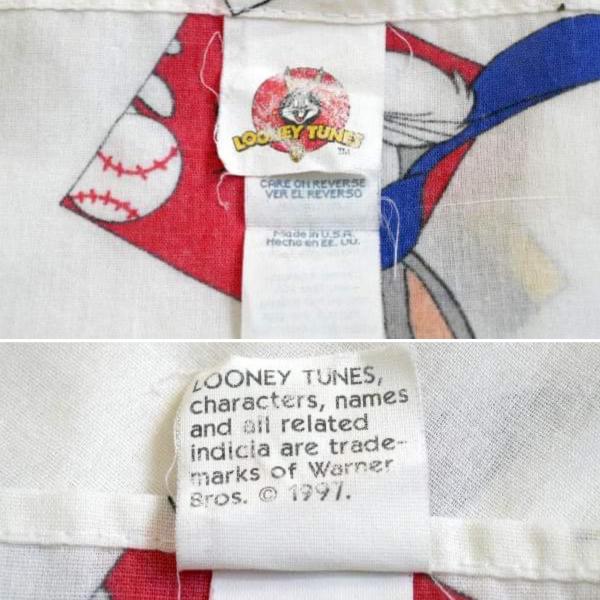 LOONEY TUNES
TM
CARE ON REVERSE
VER EL REVERSO
Made in U.S.A.
Hecho en EE. UU.
LOONEY TUNES,
characters, names
and all related
indicia are trade-
marks of Warner
Bros. © 1997.